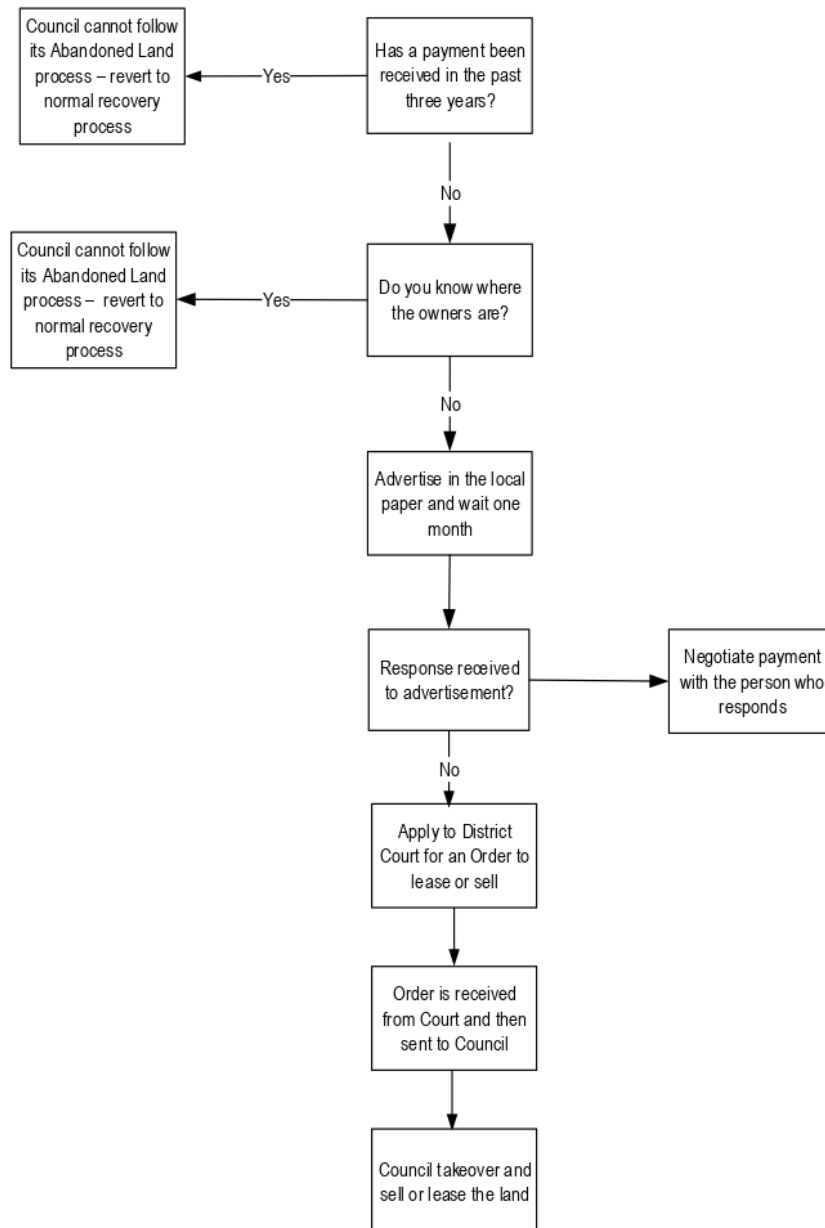 Council cannot follow
its Abandoned Land
process – revert to
normal recovery
process
Yes
Has a payment been
received in the past
three years?
No
Council cannot follow
its Abandoned Land
process –  revert to
normal recovery
process
Yes
Do you know where
the owners are?
No
Advertise in the local
paper and wait one
month
Response received
to advertisement?
Negotiate payment
with the person who
responds
No
Apply to District
Court for an Order to
lease or sell
Order is received
from Court and then
sent to Council
Council takeover and
sell or lease the land